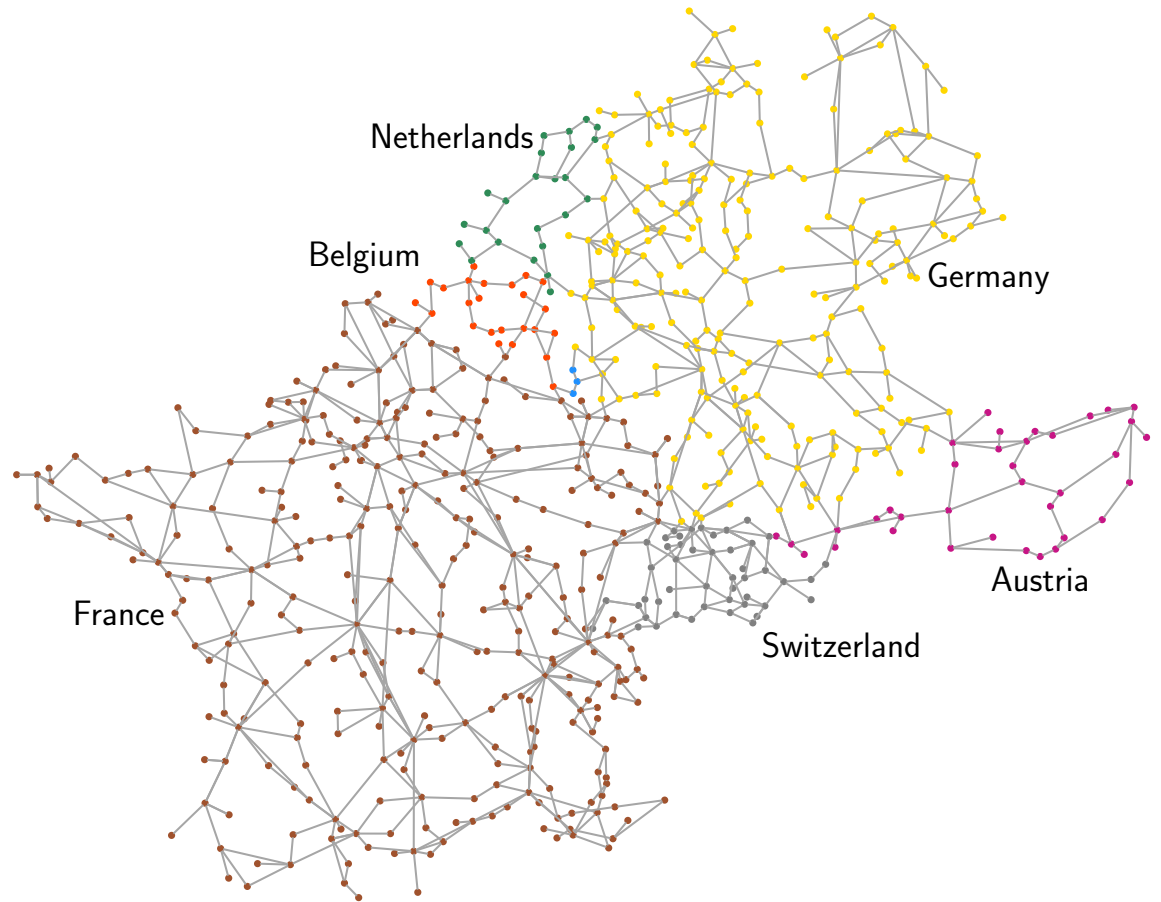 Netherlands
Belgium
Germany
Austria
France
Switzerland